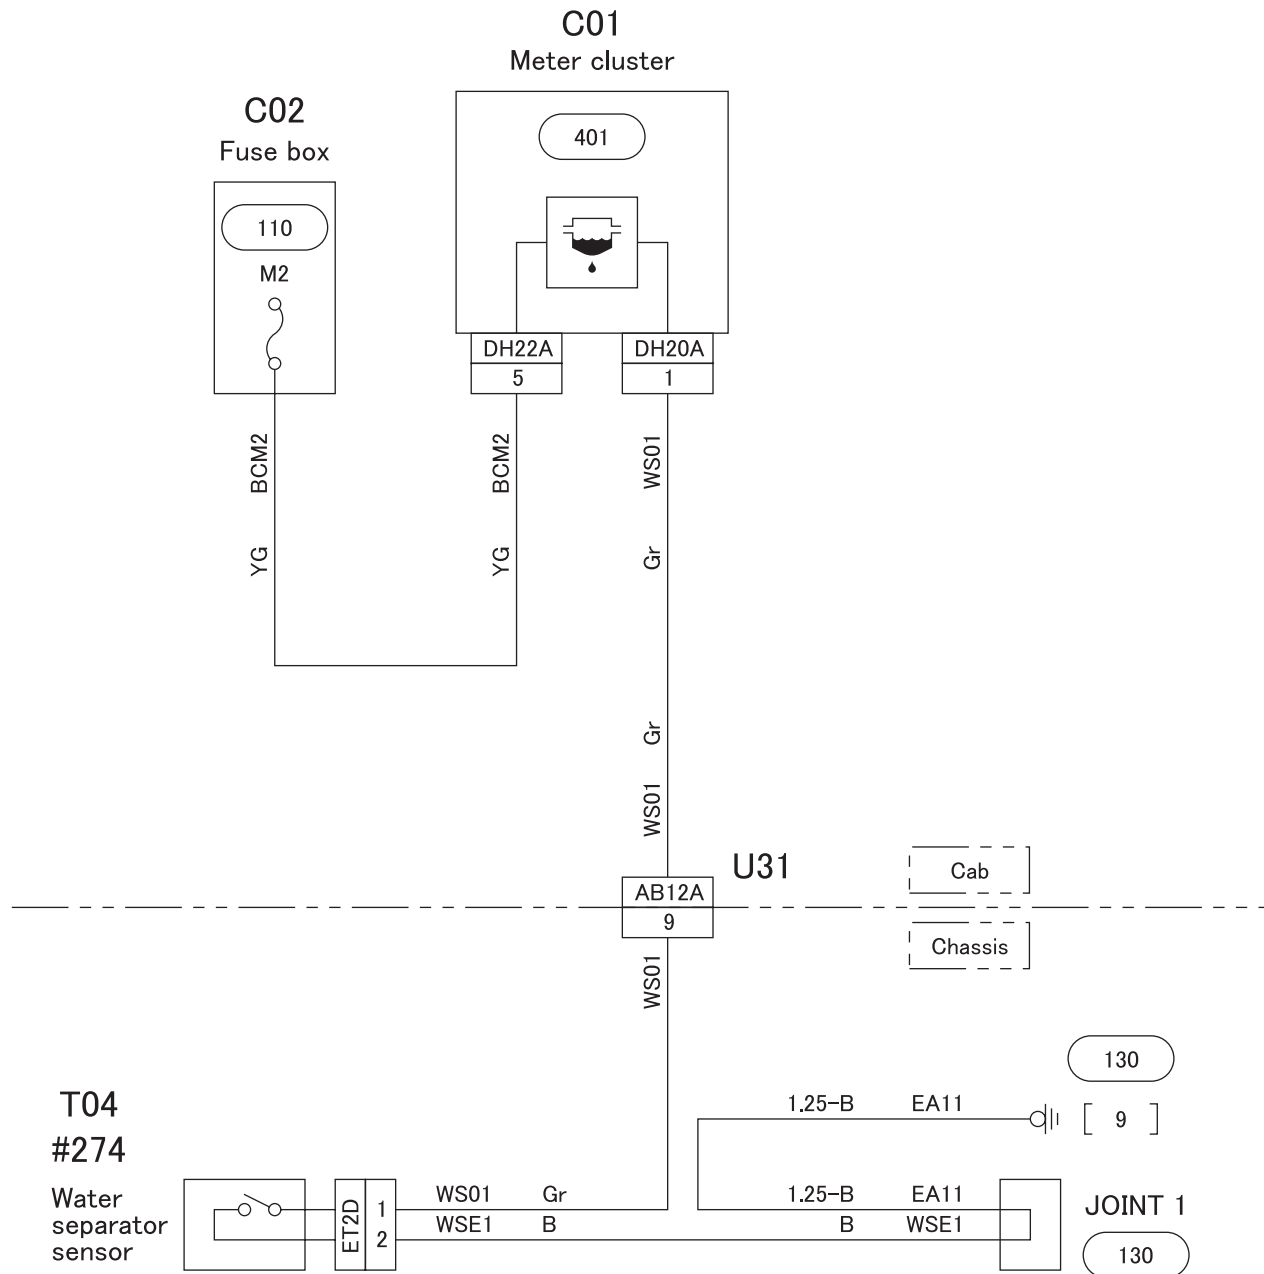 C01
Meter cluster
C02
Fuse box
401
110
M2
DH22A
DH20A
5
1
BCM2
YG
BCM2
YG
WS01
Gr
Gr
WS01
U31
AB12A
9
Cab
Chassis
WS01
130
[ 9 ]
1.25-B EA11
T04
#274
Water
separator
sensor
ET2D
1
2
WS01 Gr
WSE1 B
1.25-B EA11
B WSE1
JOINT 1
130